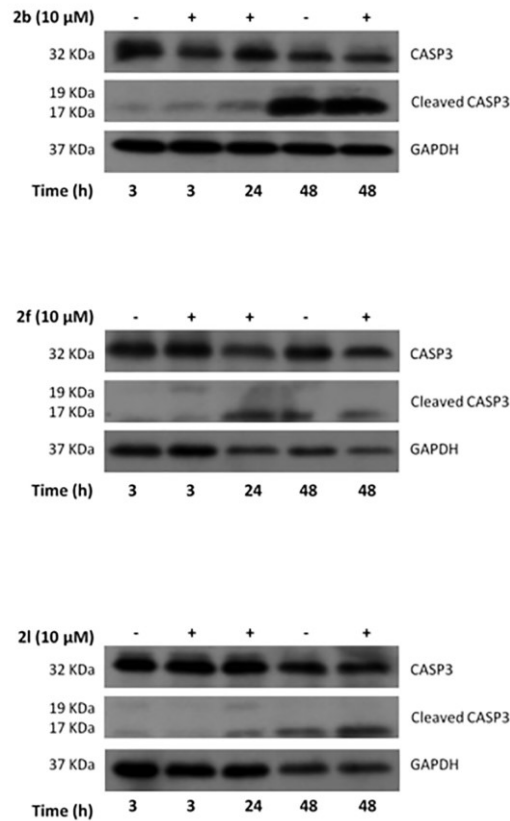 2b (10 µM) - + + - +
32 KDa CASP3
19 KDa
17 KDa Cleaved CASP3
37 KDa GAPDH
Time (h) 3 3 24 48 48
2f (10 µM) - + + - +
32 KDa CASP3
19 KDa
17 KDa Cleaved CASP3
37 KDa GAPDH
Time (h) 3 3 24 48 48
2l (10 µM) - + + - +
32 KDa CASP3
19 KDa
17 KDa Cleaved CASP3
37 KDa GAPDH
Time (h) 3 3 24 48 48